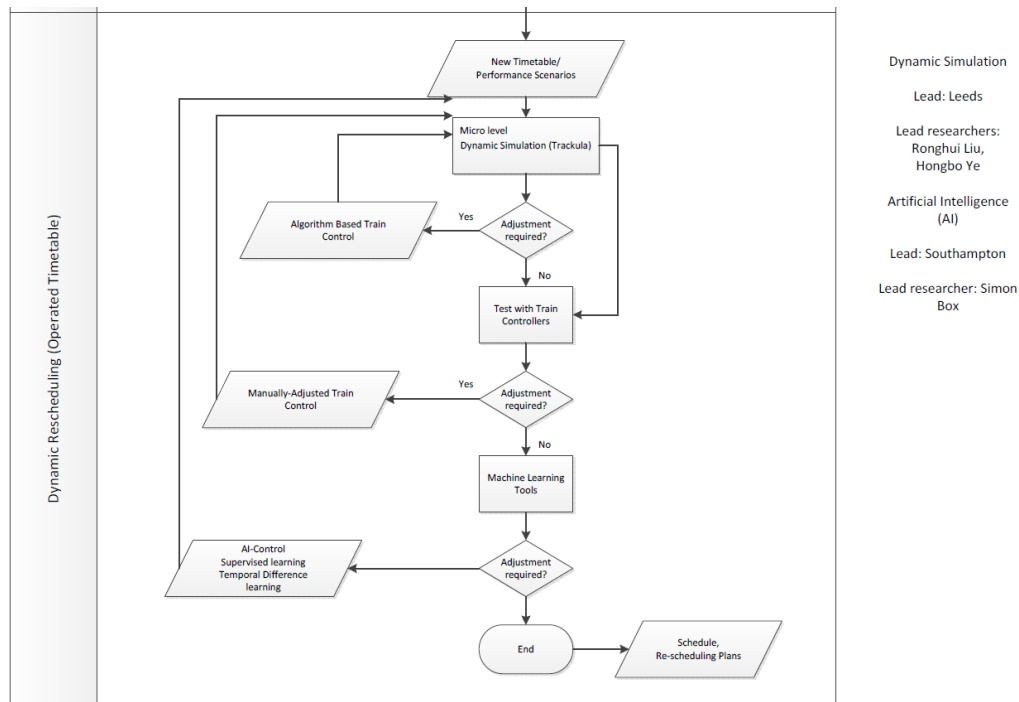 Dynamic Rescheduling (Operated Timetable)
New Timetable/
Performance Scenarios
Micro level
Dynamic Simulation (Trackula)
Algorithm Based Train
Control
Yes
Adjustment
required?
No
Test with Train
Controllers
Manually-Adjusted Train
Control
Yes
Adjustment
required?
No
Machine Learning
Tools
AI-Control
Supervised learning
Temporal Difference
learning
Adjustment
required?
End
Schedule,
Re-scheduling Plans
Dynamic Simulation
Lead: Leeds
Lead researchers:
Ronghui Liu,
Hongbo Ye
Artificial Intelligence
(AI)
Lead: Southampton
Lead researcher: Simon
Box